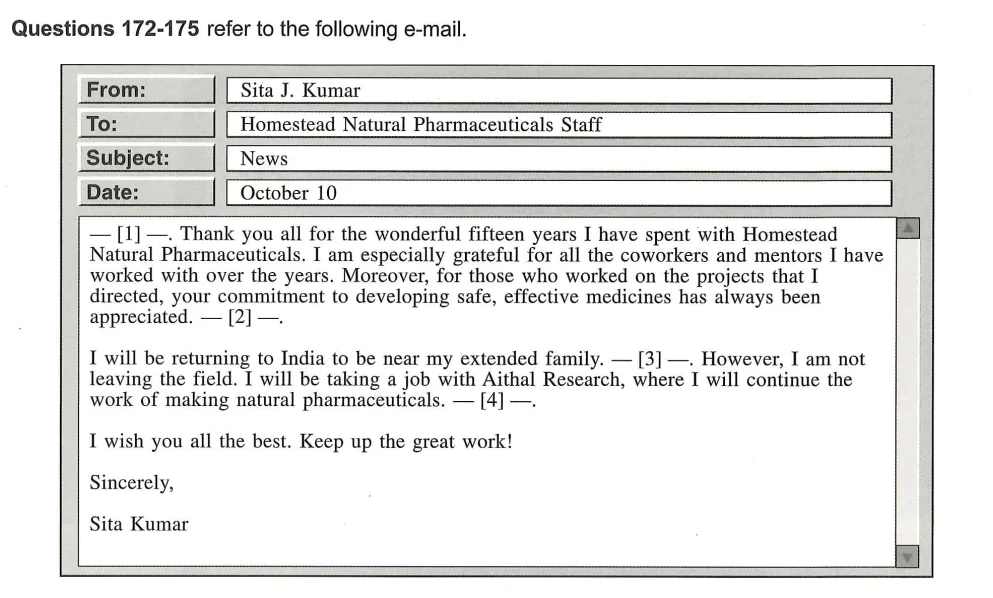 Questions 172-175 refer to the following e-mail.
From: Sita J. Kumar
To: Homestead Natural Pharmaceuticals Staff
Subject: News
Date: October 10
— [1] —. Thank you all for the wonderful fifteen years I have spent with Homestead
Natural Pharmaceuticals. I am especially grateful for all the coworkers and mentors I have
worked with over the years. Moreover, for those who worked on the projects that I
directed, your commitment to developing safe, effective medicines has always been
appreciated. — [2] —.
I will be returning to India to be near my extended family. — [3] —. However, I am not
leaving the field. I will be taking a job with Aithal Research, where I will continue the
work of making natural pharmaceuticals. — [4] —.
I wish you all the best. Keep up the great work!
Sincerely,
Sita Kumar